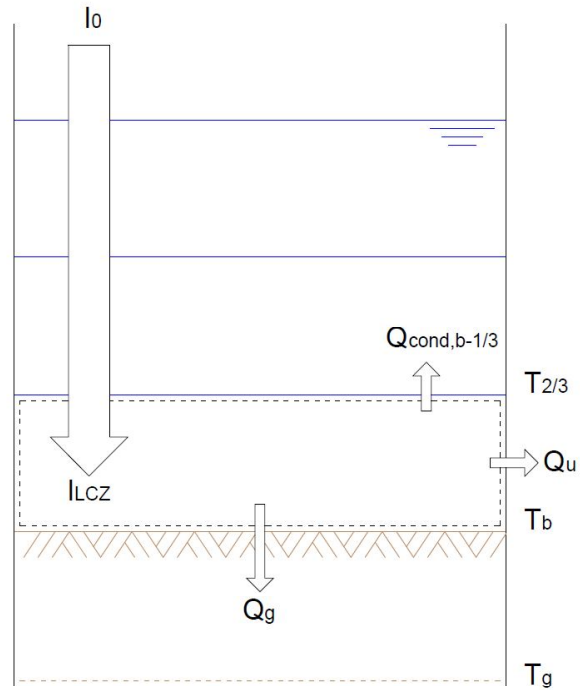 I0
Qcond,b-1/3
T2/3
Qu
ILCZ
Tb
Qg
Tg